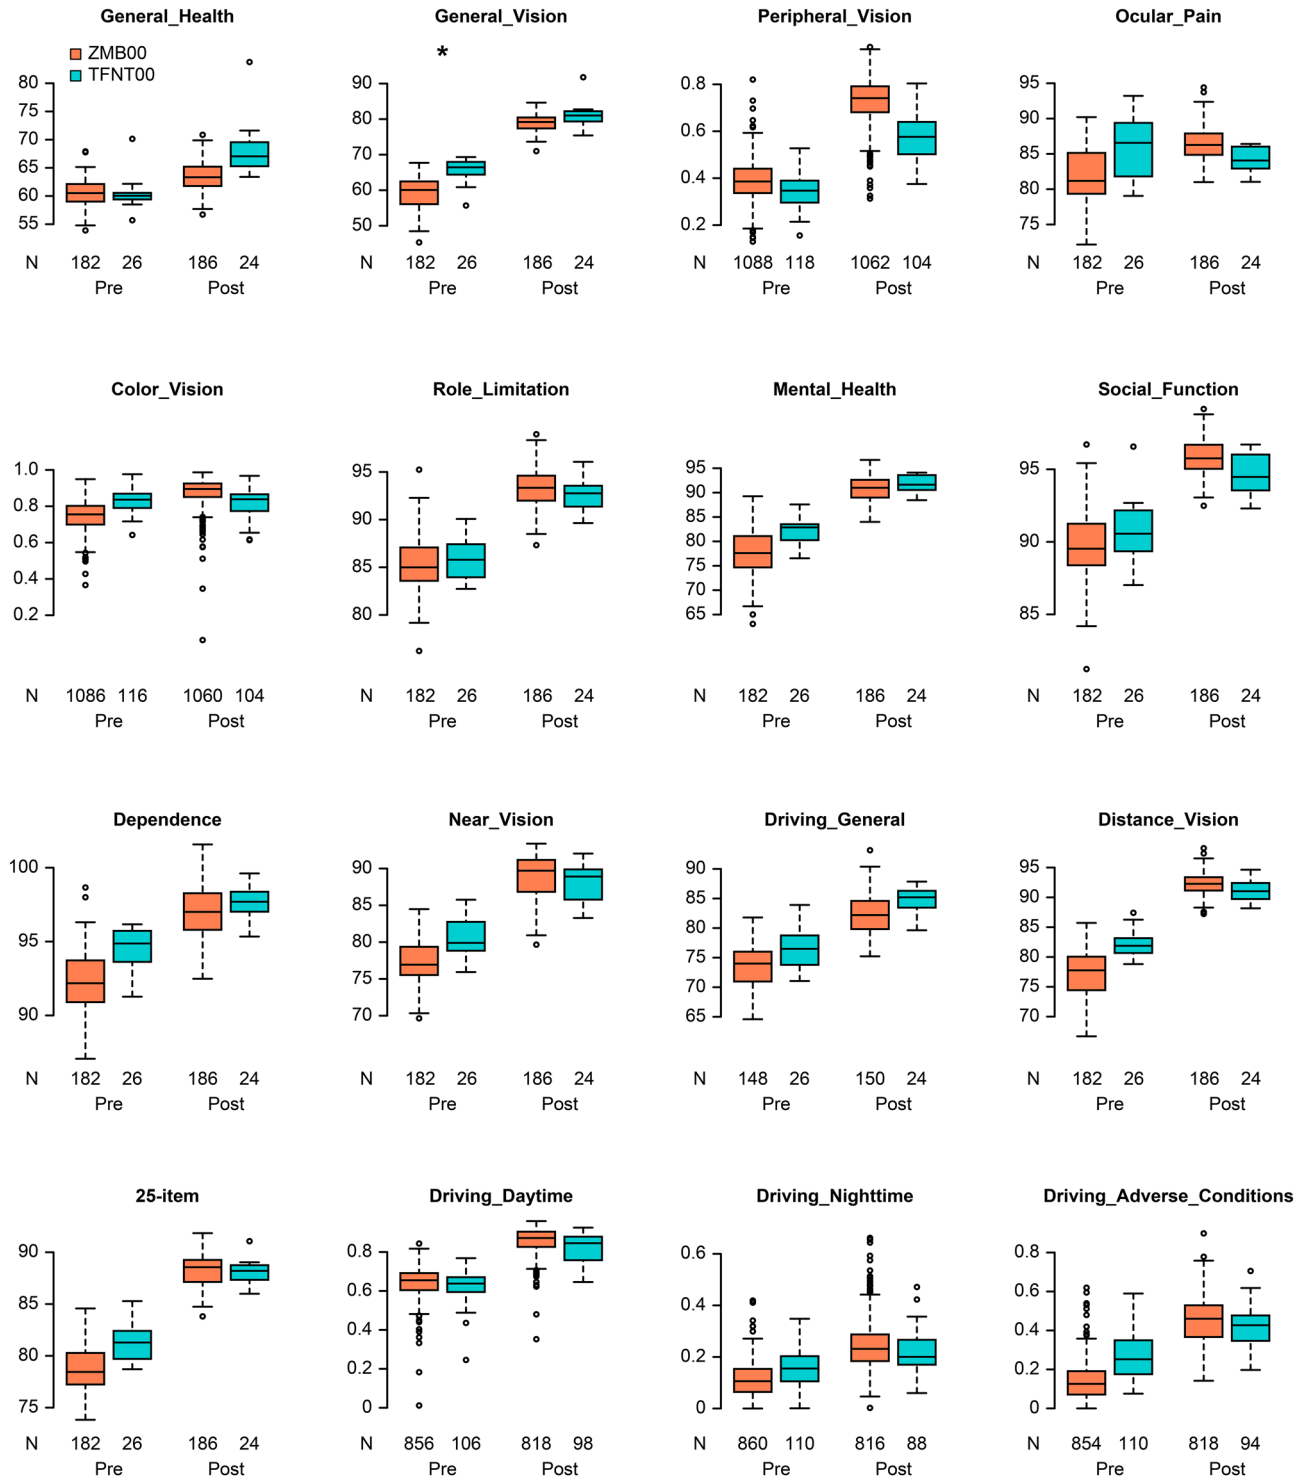 General_Health General_Vision Peripheral_Vision Ocular_Pain
ZMB00
TFNT00
*
80 90 0.8 95
75 80 0.6 90
70 70 0.4 85
65 60 0.2 80
60 50 75
55
N 182 26 186 24 182 26 186 24 1088 118 1062 104 N 182 26 186 24
Pre Post Pre Post Pre Post Pre Post
Color_Vision Role_Limitation Mental_Health Social_Function
1.0 95 95 95
0.8 90 90 90
0.6 85 85 85
0.4 80 80
0.2 75
70
65
N 1086 116 1060 104 N 182 26 186 24 N 182 26 186 24 N 182 26 186 24
Pre Post Pre Post Pre Post Pre Post
Dependence Near_Vision Driving_General Distance_Vision
100 90 90 95
95 85 85 90
90 80 80 85
75 75 80
70 70 75
65 70
N 182 26 186 24 N 182 26 186 24 N 148 26 150 24 N 182 26 186 24
Pre Post Pre Post Pre Post Pre Post
25-item Driving_Daytime Driving_Nighttime Driving_Adverse_Conditions
90 0.8 0.6 0.8
85 0.6 0.4 0.6
80 0.4 0.2 0.4
75 0.2 0 0.2
0 0
N 182 26 186 24 N 856 106 818 98 N 860 110 816 88 N 854 110 818 94
Pre Post Pre Post Pre Post Pre Post